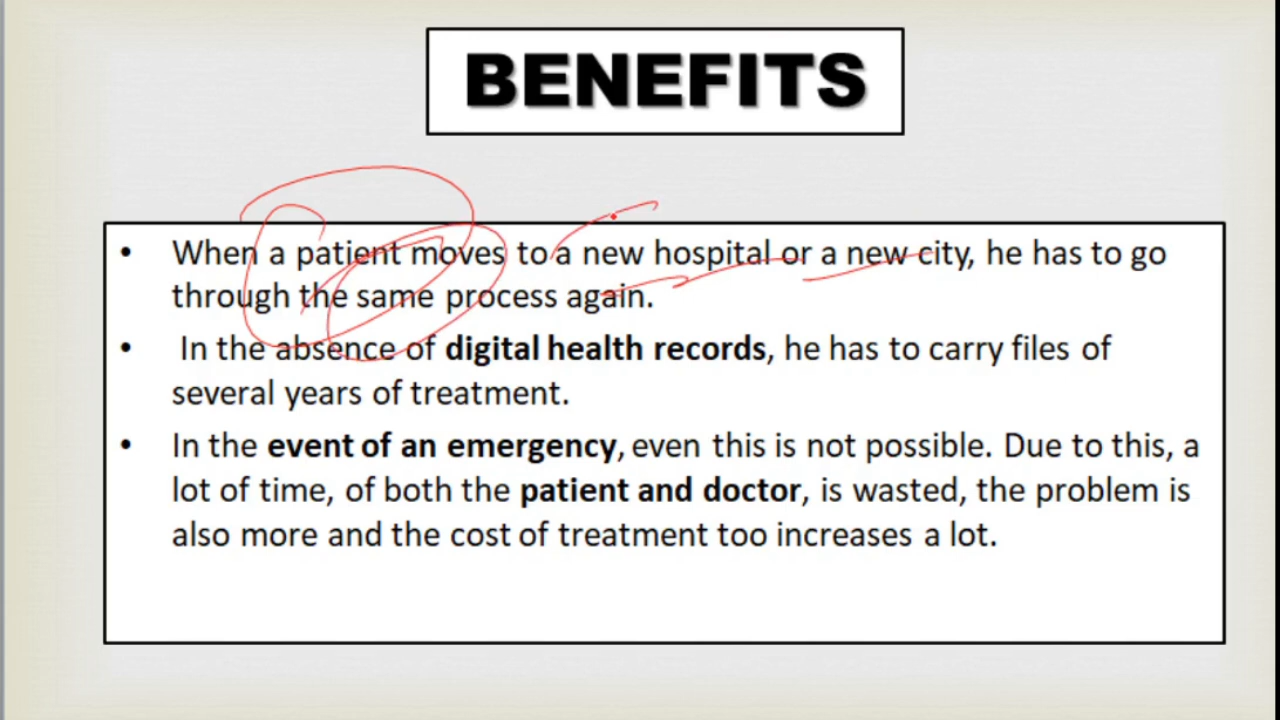 BENEFITS
• When a patient moves to a new hospital or a new city, he has to go
through the same process again.
• In the absence of digital health records, he has to carry files of
several years of treatment.
• In the event of an emergency, even this is not possible. Due to this, a
lot of time, of both the patient and doctor, is wasted, the problem is
also more and the cost of treatment too increases a lot.